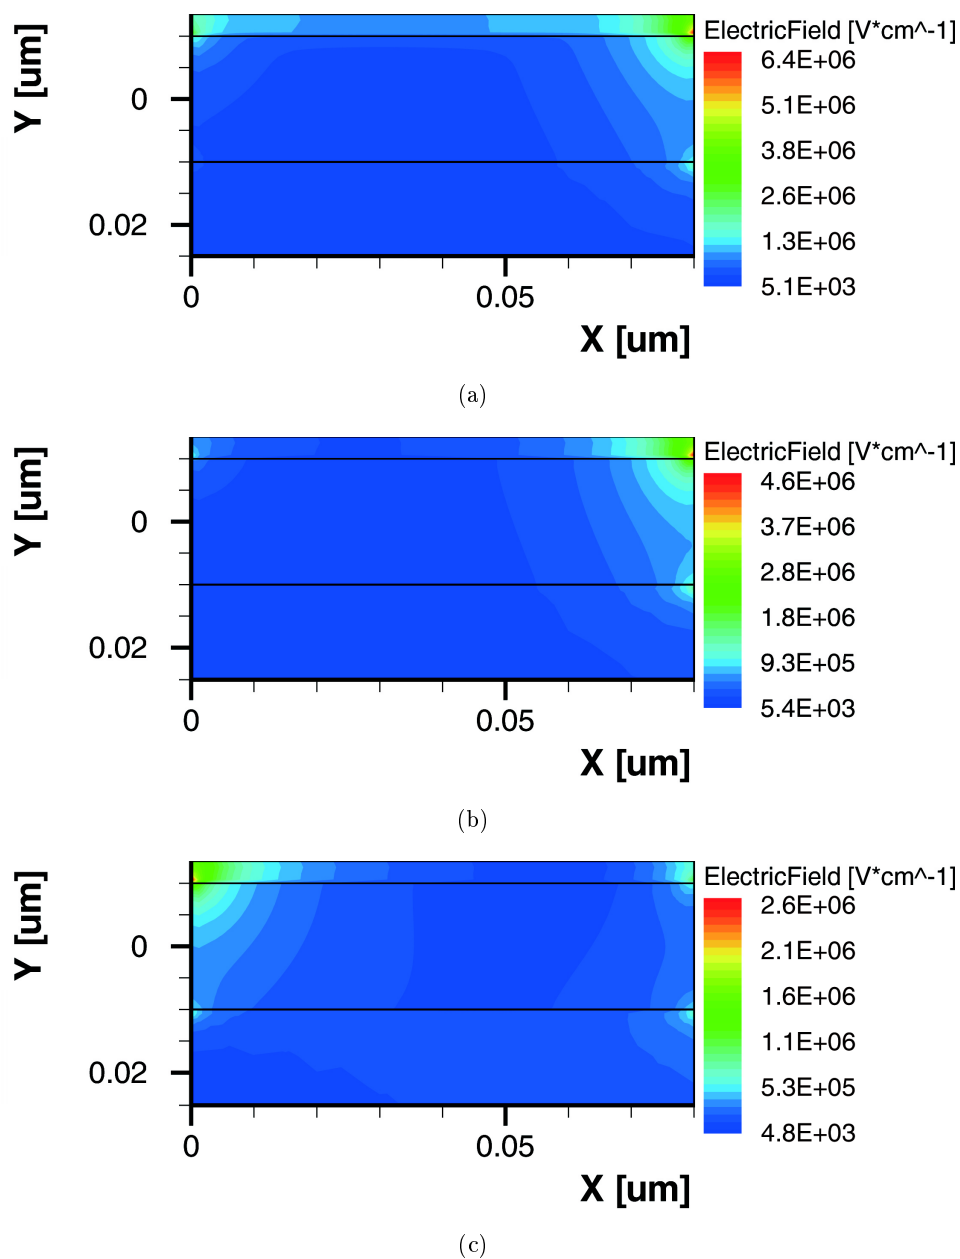 ElectricField [V*cm^-1]
6.4E+06
5.1E+06
3.8E+06
2.6E+06
1.3E+06
5.1E+03
Y [um]
0
0.02
0
0.05
X [um]
(a)
ElectricField [V*cm^-1]
4.6E+06
3.7E+06
2.8E+06
1.8E+06
9.3E+05
5.4E+03
Y [um]
0
0.02
0
0.05
X [um]
(b)
ElectricField [V*cm^-1]
2.6E+06
2.1E+06
1.6E+06
1.1E+06
5.3E+05
4.8E+03
Y [um]
0
0.02
0
0.05
X [um]
(c)